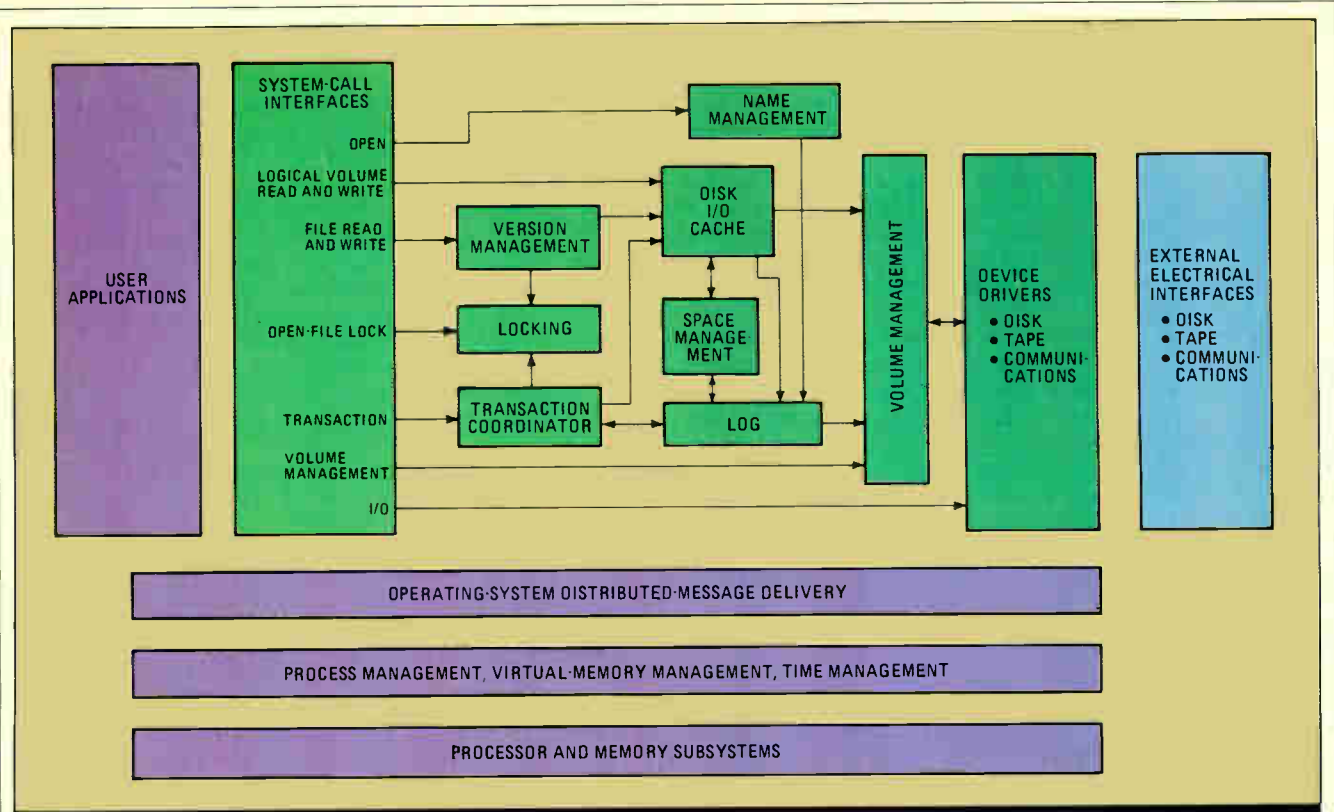 USER
APPLICATIONS
SYSTEM-CALL
INTERFACES
OPEN
LOGICAL VOLUME
READ AND WRITE
FILE READ
AND WRITE
OPEN-FILE LOCK
TRANSACTION
VOLUME
MANAGEMENT
I/O
NAME
MANAGEMENT
DISK
I/O
CACHE
VERSION
MANAGEMENT
LOCKING
SPACE
MANAGE-
MENT
TRANSACTION
COORDINATOR
LOG
VOLUME MANAGEMENT
DEVICE
DRIVERS
• DISK
• TAPE
• COMMUNI-
CATIONS
EXTERNAL
ELECTRICAL
INTERFACES
• DISK
• TAPE
• COMMUNI-
CATIONS
OPERATING-SYSTEM DISTRIBUTED-MESSAGE DELIVERY
PROCESS MANAGEMENT, VIRTUAL-MEMORY MANAGEMENT, TIME MANAGEMENT
PROCESSOR AND MEMORY SUBSYSTEMS